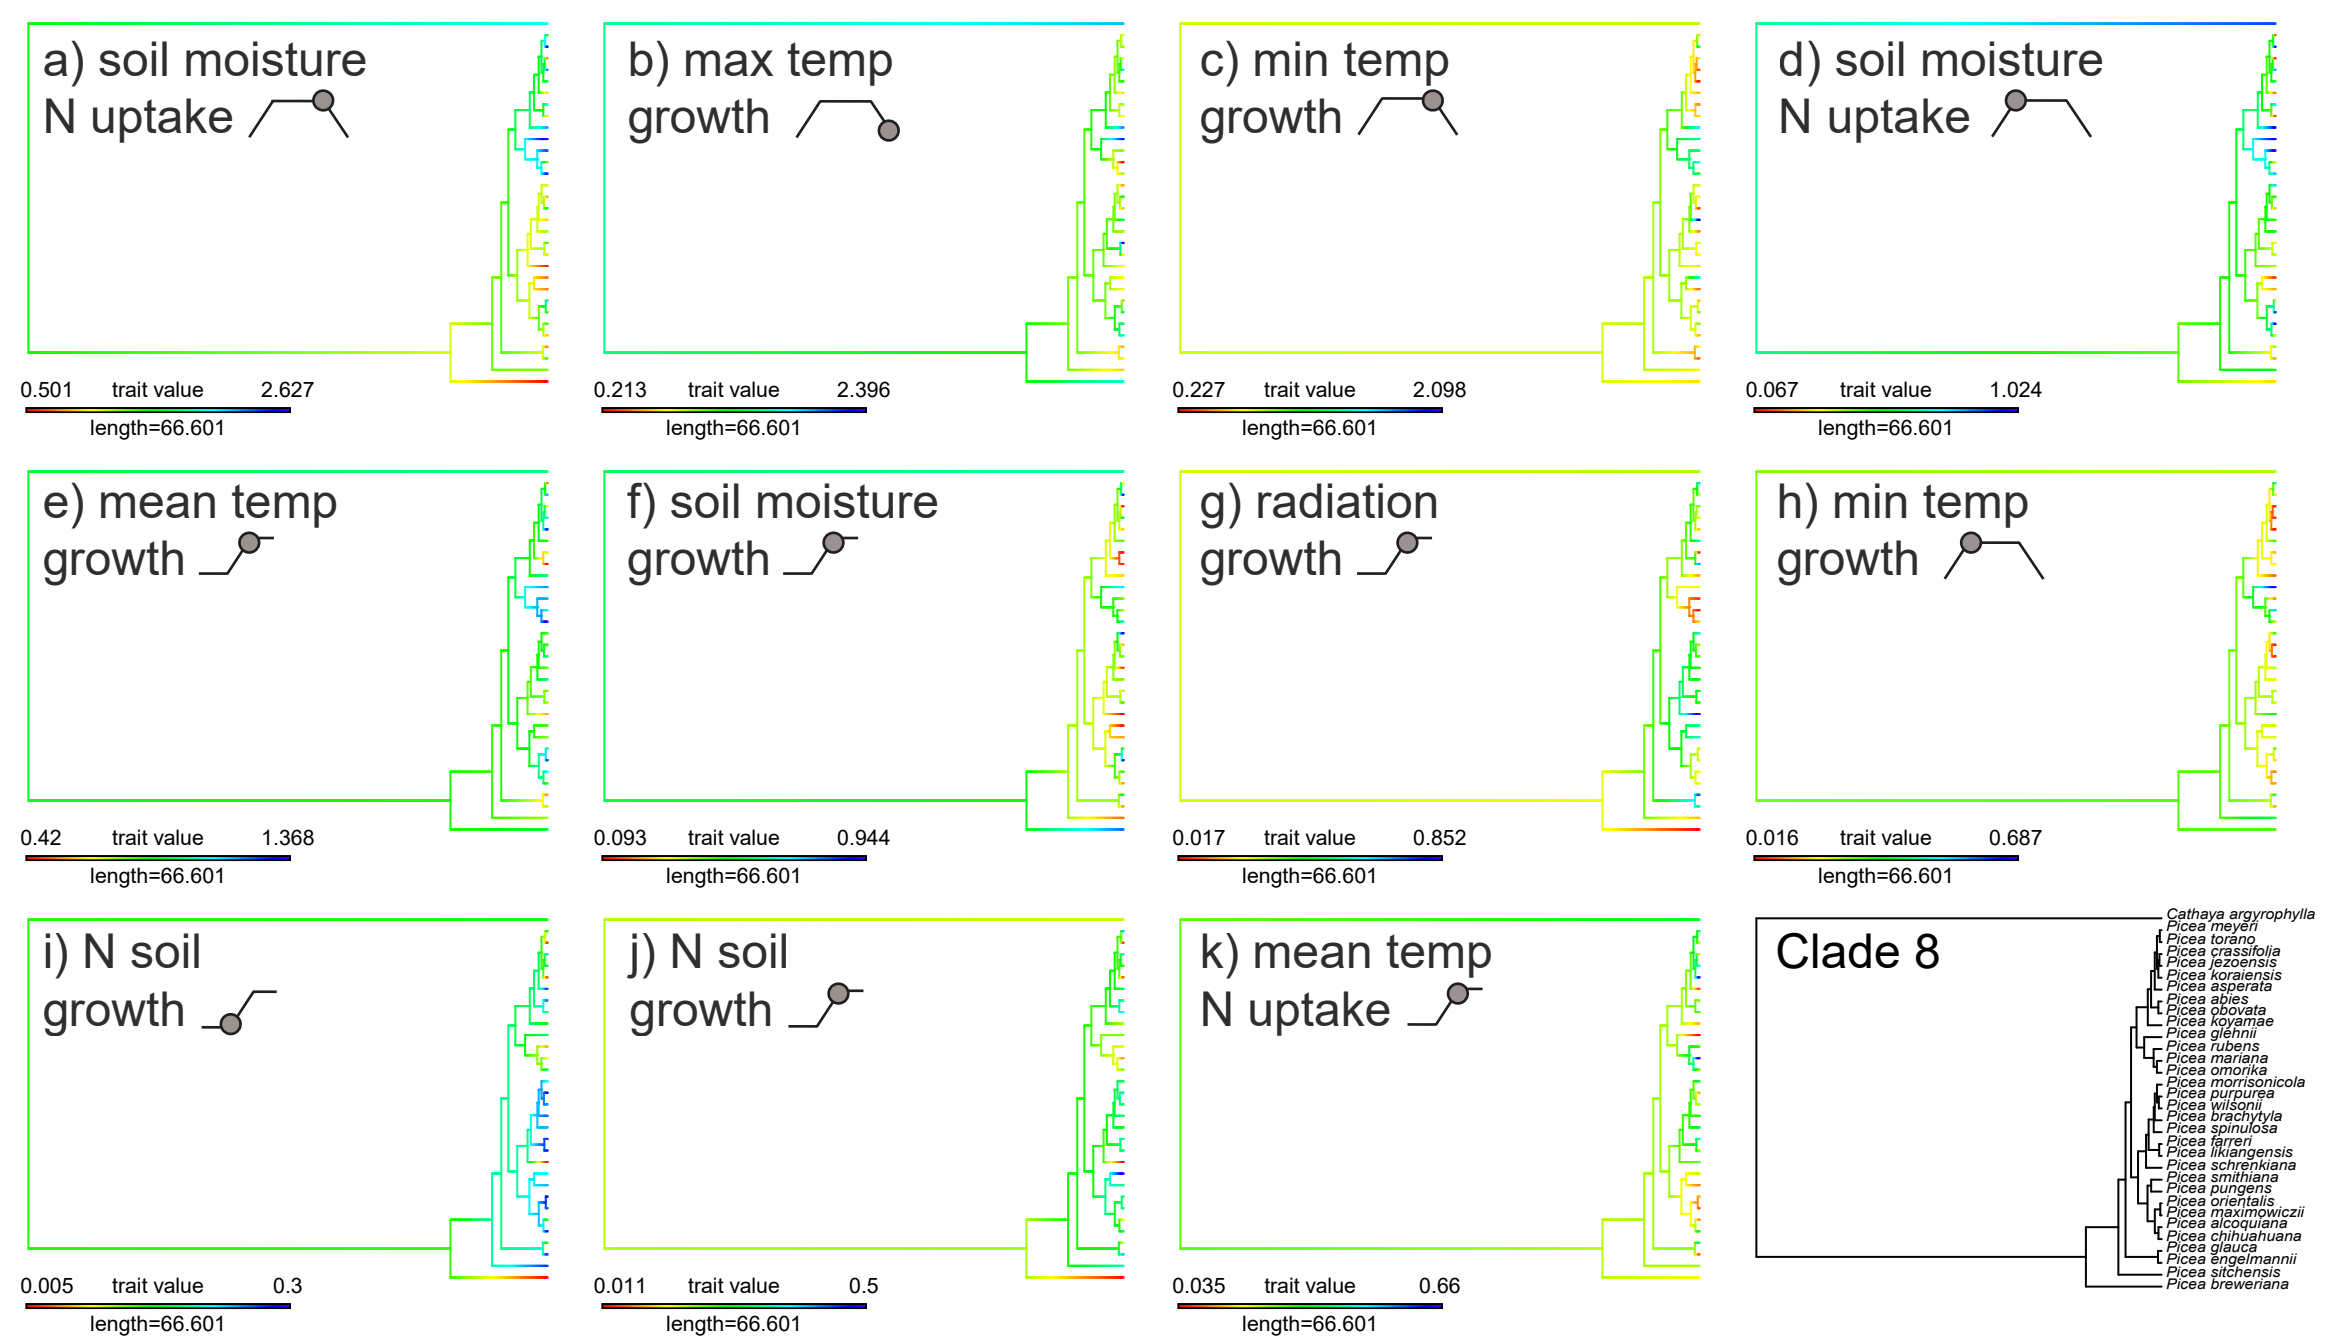 a) soil moisture
N uptake
0.501 trait value 2.627
length=66.601
b) max temp
growth
0.213 trait value 2.396
length=66.601
c) min temp
growth
0.227 trait value 2.098
length=66.601
d) soil moisture
N uptake
0.067 trait value 1.024
length=66.601
e) mean temp
growth
0.42 trait value 1.368
length=66.601
f) soil moisture
growth
0.093 trait value 0.944
length=66.601
g) radiation
growth
0.017 trait value 0.852
length=66.601
h) min temp
growth
0.016 trait value 0.687
length=66.601
i) N soil
growth
0.005 trait value 0.3
length=66.601
j) N soil
growth
0.011 trait value 0.5
length=66.601
k) mean temp
N uptake
0.035 trait value 0.66
length=66.601
Clade 8
Cathaya argyrophylla
Picea meyeri
Picea torano
Picea crassifolia
Picea jezoensis
Picea koraiensis
Picea asperata
Picea abies
Picea obovata
Picea koyamae
Picea glehnii
Picea rubens
Picea mariana
Picea omorika
Picea morrisonicola
Picea purpurea
Picea wilsonii
Picea brachytyla
Picea spinulosa
Picea farreri
Picea likiangensis
Picea schrenkiana
Picea smithiana
Picea pungens
Picea orientalis
Picea maximowiczii
Picea alcoquiana
Picea chihuahuana
Picea glauca
Picea engelmannii
Picea sitchensis
Picea breweriana